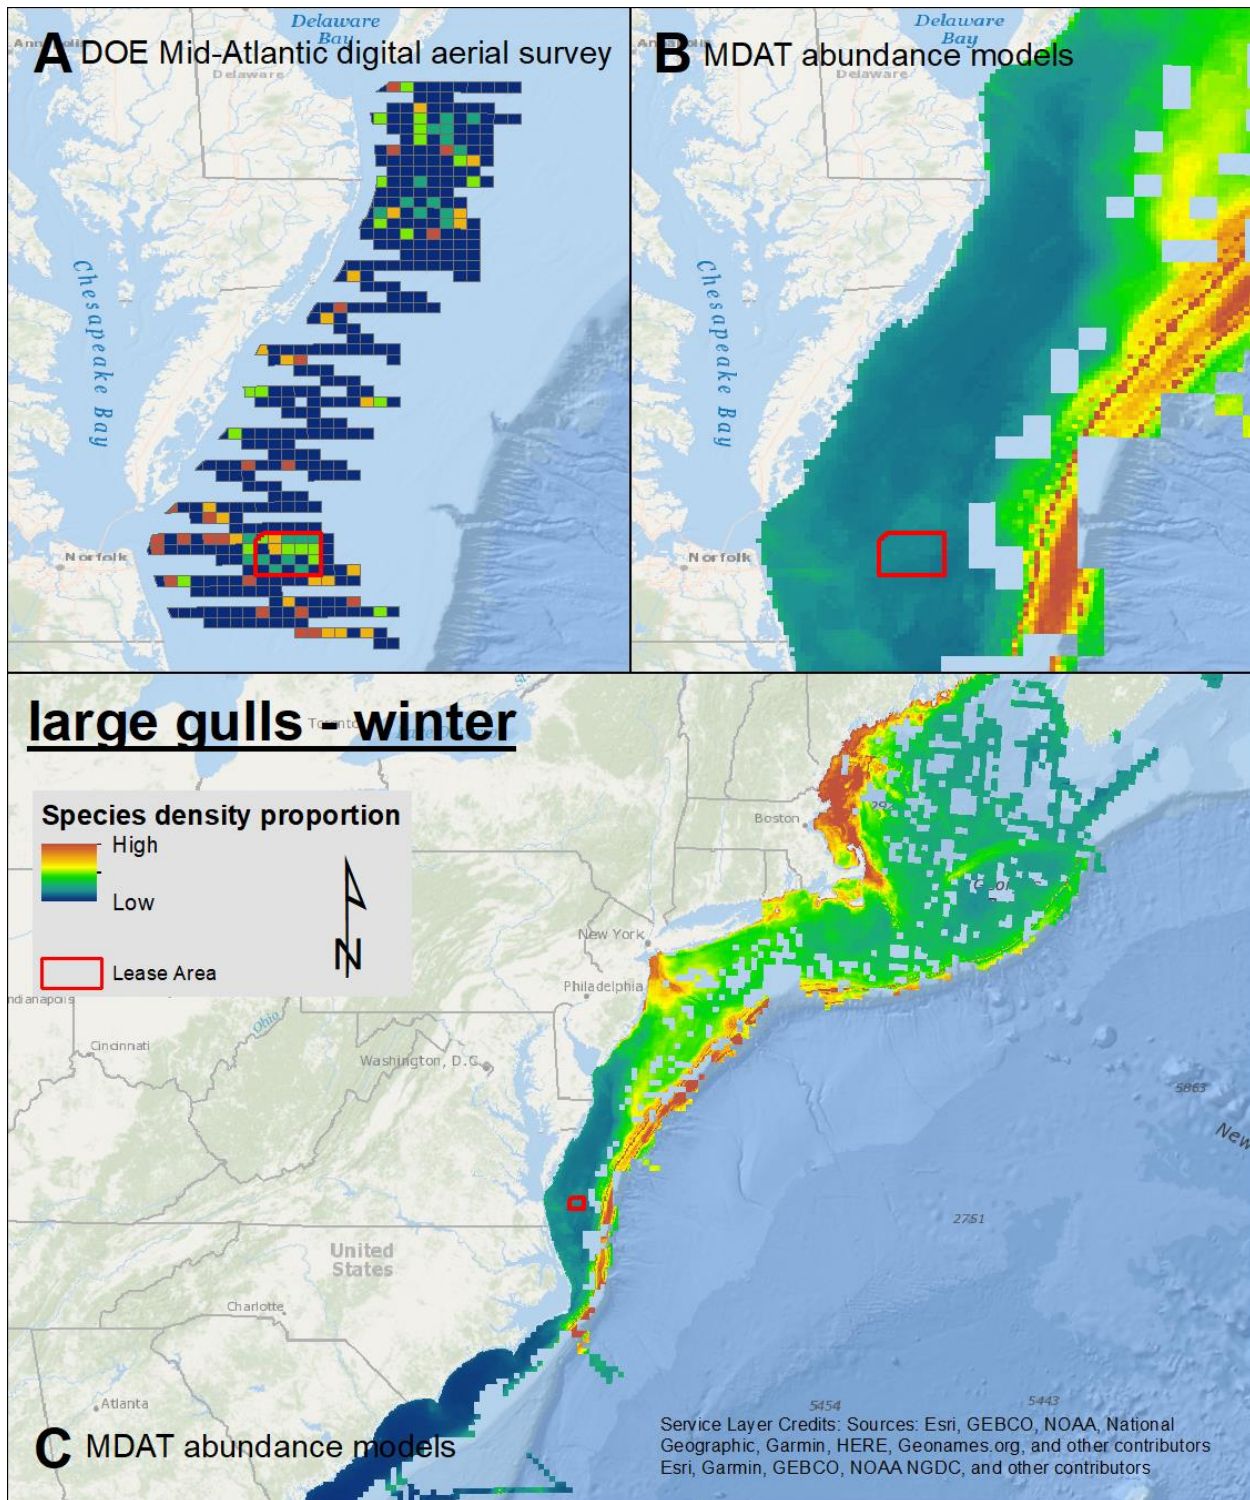 Delaware
Bay
A DOE Mid-Atlantic digital aerial survey
Delaware
Chesapeake Bay
Norfolk
Delaware
Bay
B MDAT abundance models
Delaware
Chesapeake Bay
Norfolk
large gulls - winter
Species density proportion
High
Low
Lease Area
N
Boston
New York
Philadelphia
Indianapolis
Ohio
Cincinnati
Washington, D.C.
5863
New
2751
United
States
Charlotte
Atlanta
5454
5443
C MDAT abundance models
Service Layer Credits: Sources: Esri, GEBCO, NOAA, National
Geographic, Garmin, HERE, Geonames.org, and other contributors
Esri, Garmin, GEBCO, NOAA NGDC, and other contributors